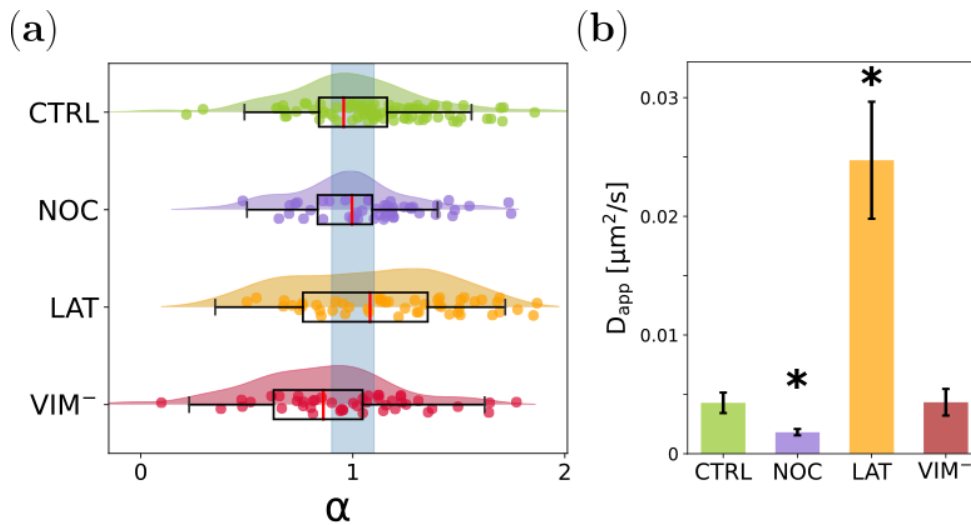 (a)
CTRL
NOC
LAT
VIM⁻
0 1 2
α
(b)
D_app [μm²/s]
0.03
0.02
0.01
0
*
*
CTRL NOC LAT VIM⁻